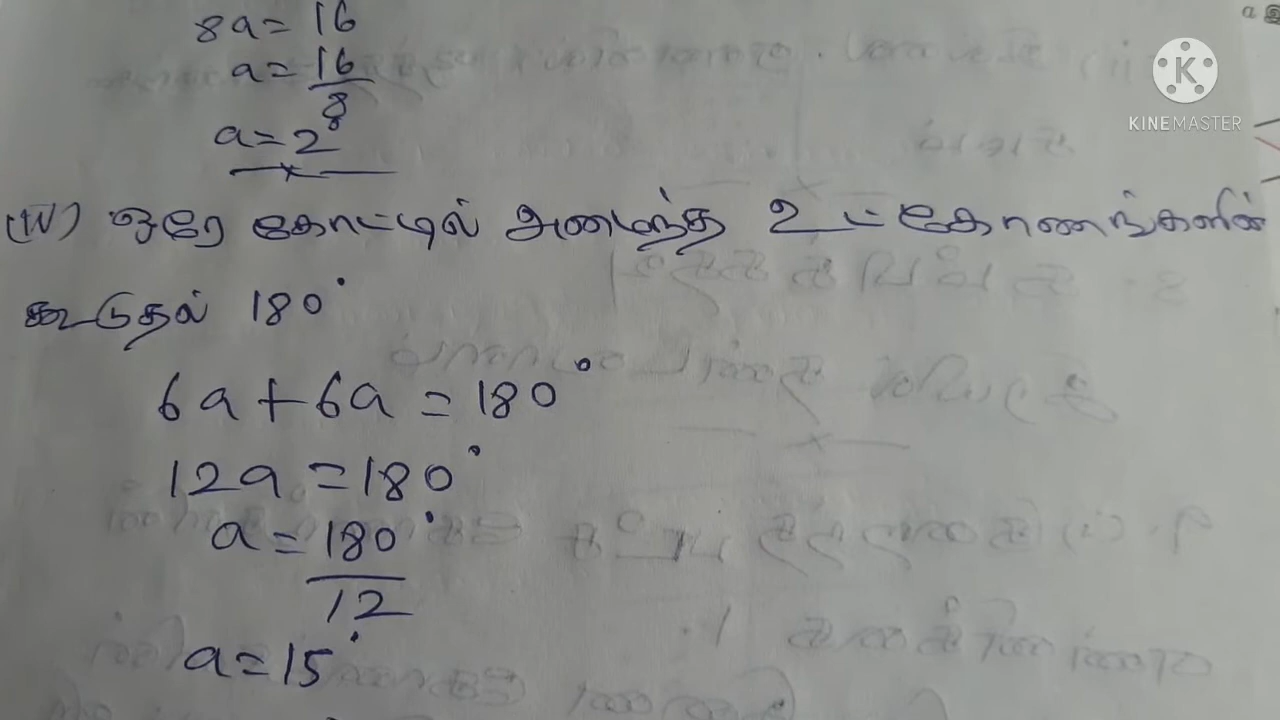 8a = 16
a = 16
8
a = 2
KINEMASTER
(IV) ஒரே கோட்டில் அமைந்த உட்கோணங்களின்
கூடுதல் 180°
6a + 6a = 180°
12a = 180°
a = 180°
12
a = 15°